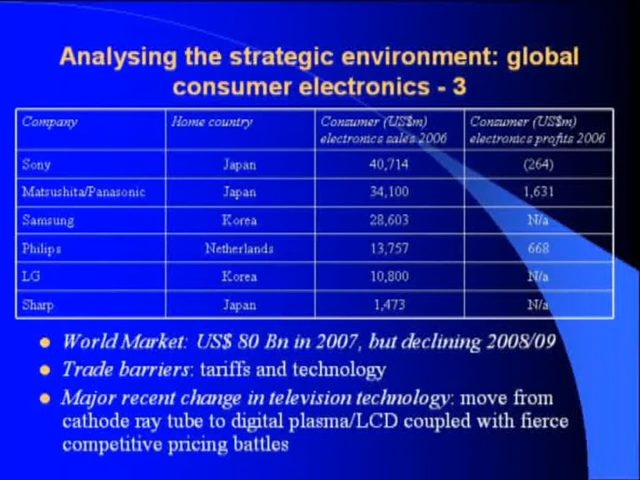 Analysing the strategic environment: global
consumer electronics - 3
Company Home country Consumer (US$m) electronics sales 2006 Consumer (US$m) electronics profits 2006
Sony Japan 40,714 (264)
Matsushita/Panasonic Japan 34,100 1,631
Samsung Korea 28,603 N/a
Philips Netherlands 13,757 668
LG Korea 10,800 N/a
Sharp Japan 1,473 N/a
World Market: US$ 80 Bn in 2007, but declining 2008/09
Trade barriers: tariffs and technology
Major recent change in television technology: move from
cathode ray tube to digital plasma/LCD coupled with fierce
competitive pricing battles